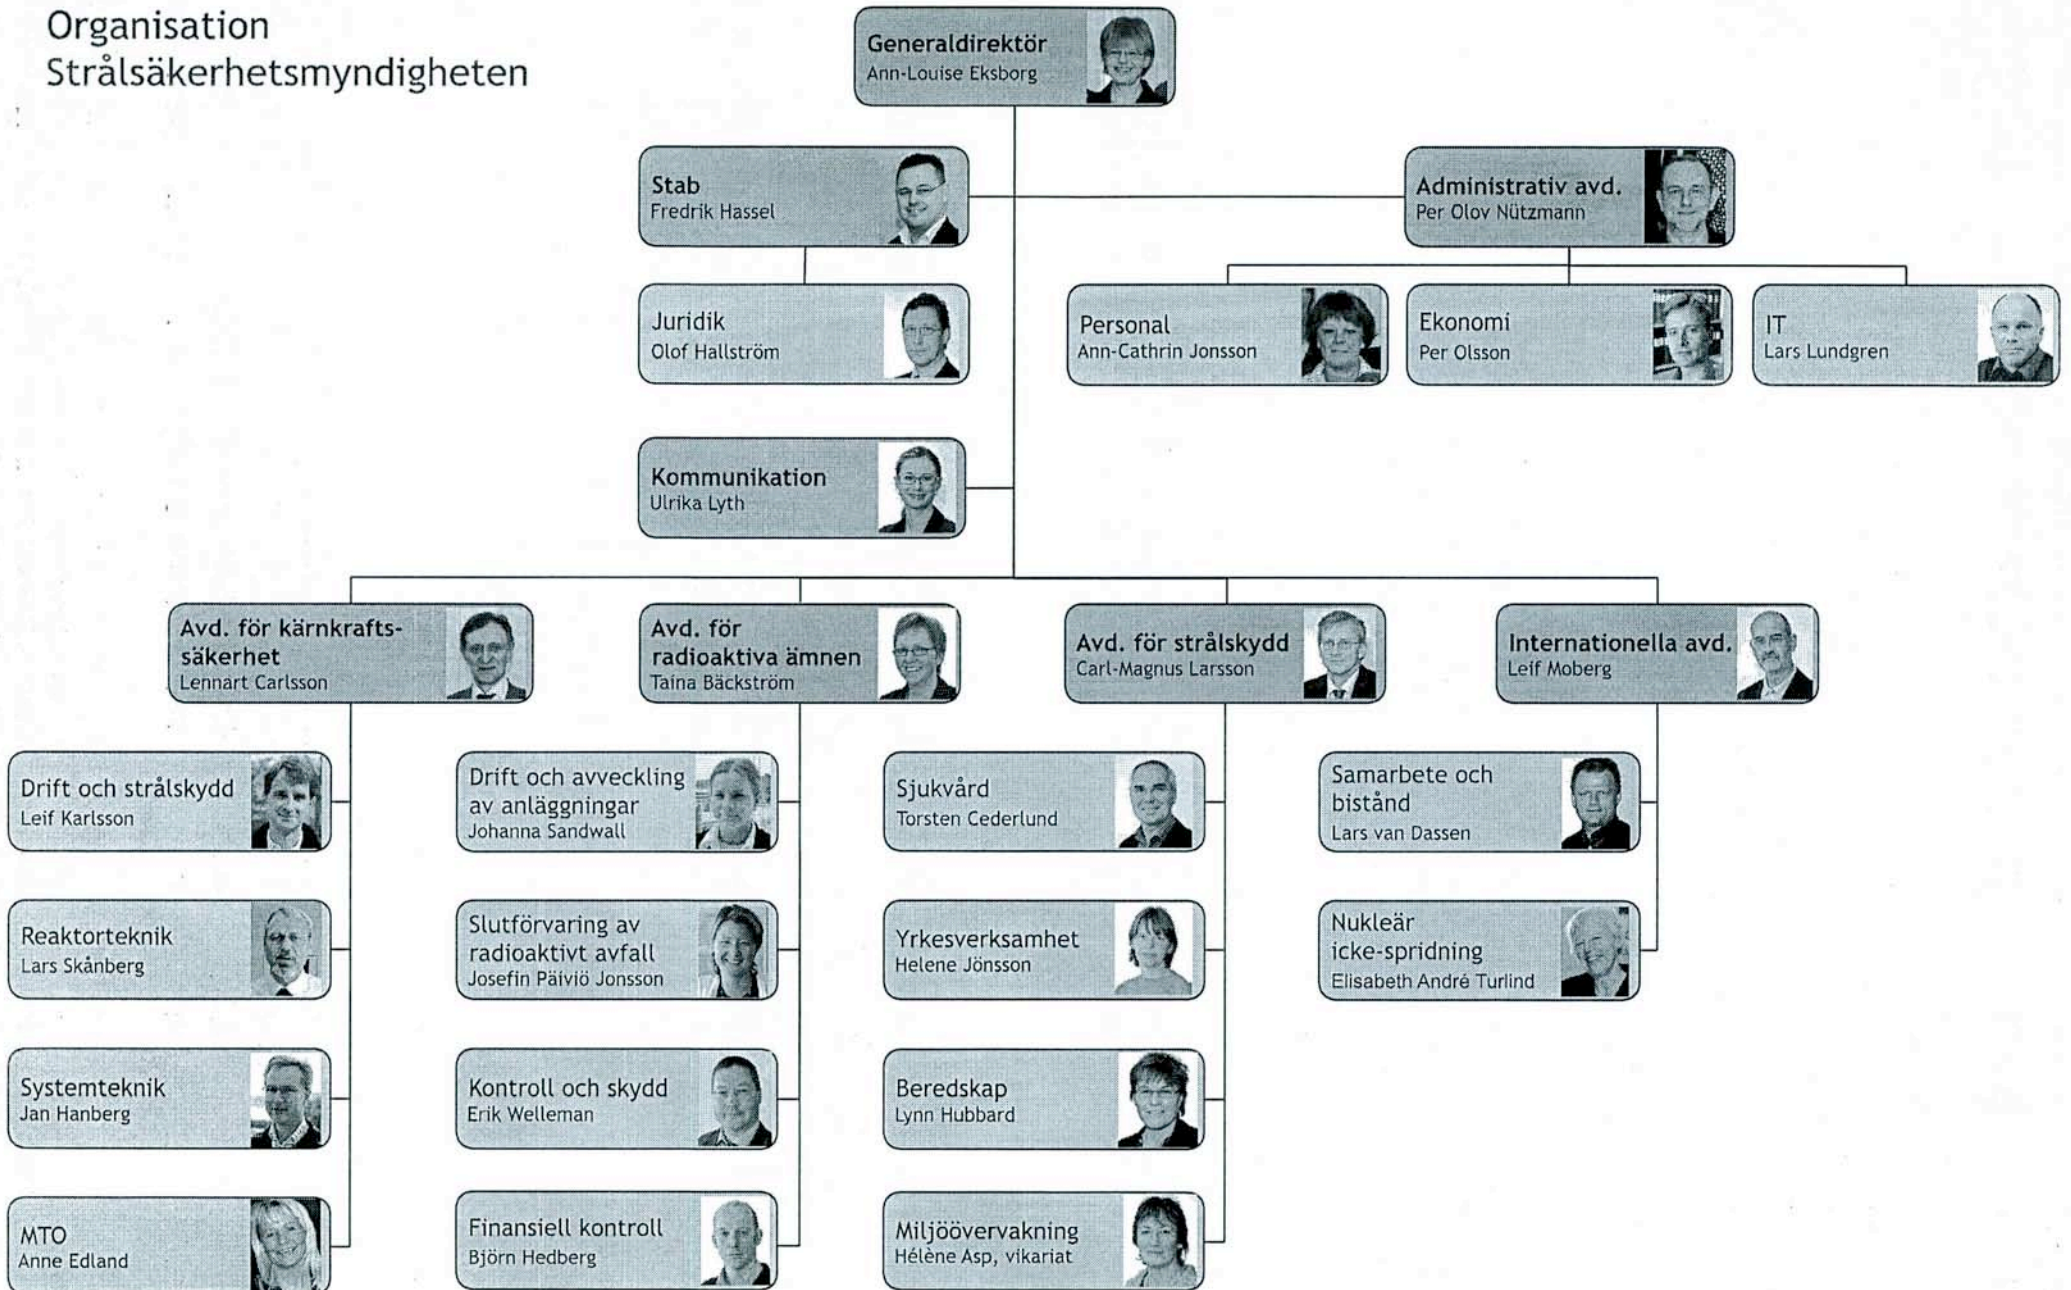 Organisation
Strålsäkerhetsmyndigheten
Generaldirektör
Ann-Louise Eksborg
Stab
Fredrik Hassel
Administrativ avd.
Per Olov Nützmann
Juridik
Olof Hallström
Personal
Ann-Cathrin Jonsson
Ekonomi
Per Olsson
IT
Lars Lundgren
Kommunikation
Ulrika Lyth
Avd. för kärnkrafts-
säkerhet
Lennart Carlsson
Avd. för
radioaktiva ämnen
Taina Bäckström
Avd. för strålskydd
Carl-Magnus Larsson
Internationella avd.
Leif Moberg
Drift och strålskydd
Leif Karlsson
Reaktorteknik
Lars Skånberg
Systemteknik
Jan Hanberg
MTO
Anne Edland
Drift och avveckling
av anläggningar
Johanna Sandwall
Slutförvaring av
radioaktivt avfall
Josefin Päiviö Jonsson
Kontroll och skydd
Erik Welleman
Finansiell kontroll
Björn Hedberg
Sjukvård
Torsten Cederlund
Yrkesverksamhet
Helene Jönsson
Beredskap
Lynn Hubbard
Miljöövervakning
Hélène Asp, vikariat
Samarbete och
bistånd
Lars van Dassen
Nukleär
icke-spridning
Elisabeth André Turlind